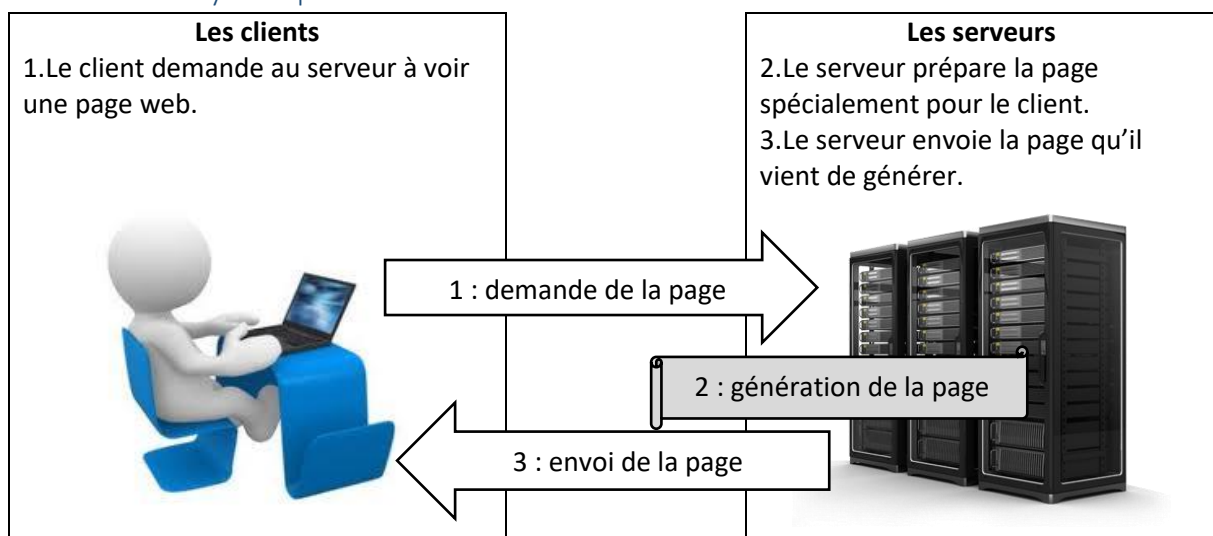 Les clients
1.Le client demande au serveur à voir
une page web.
Les serveurs
2.Le serveur prépare la page
spécialement pour le client.
3.Le serveur envoie la page qu’il
vient de générer.
1 : demande de la page
2 : génération de la page
3 : envoi de la page